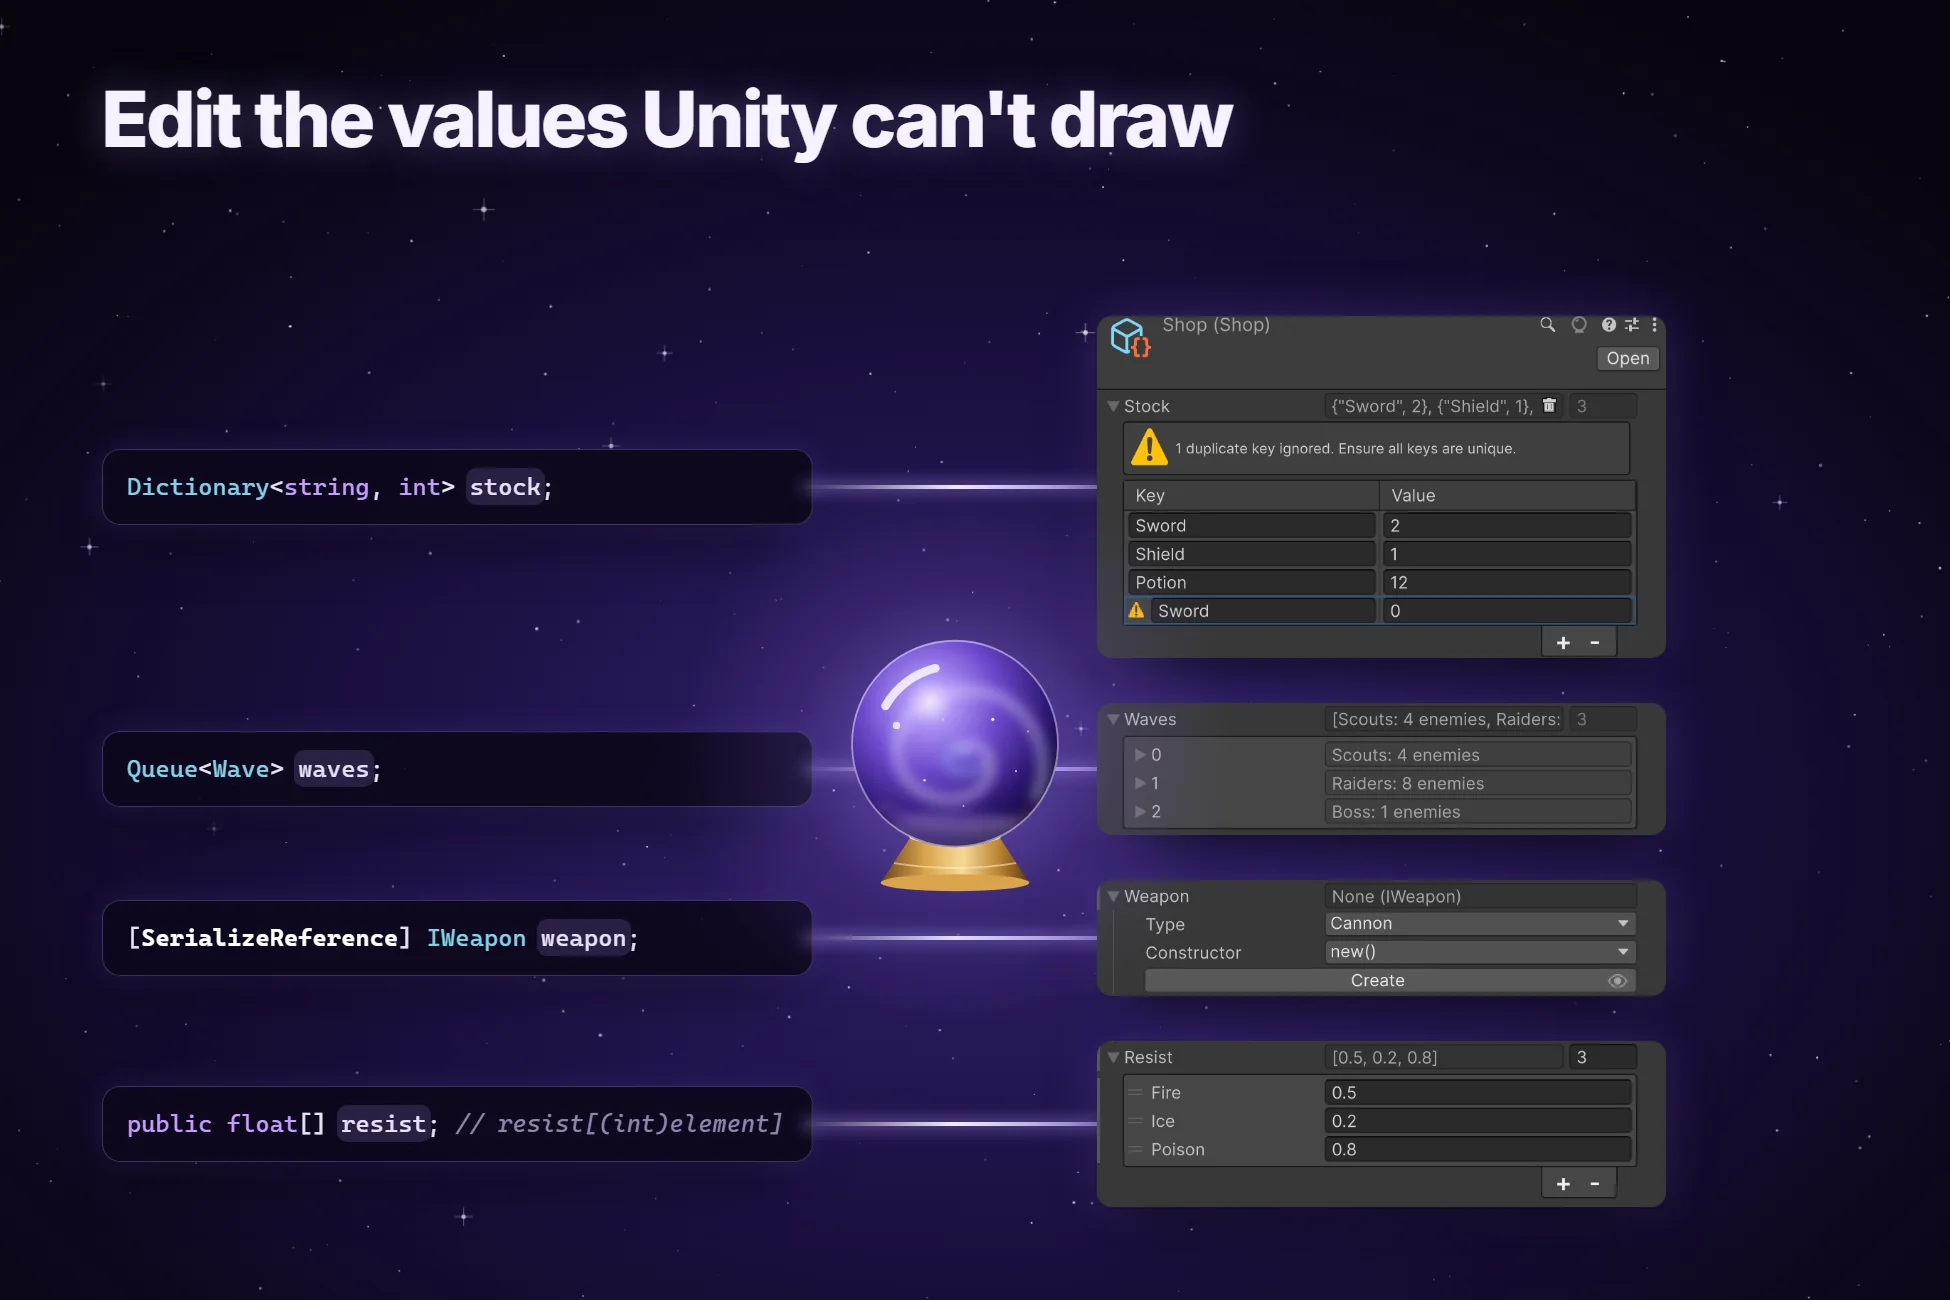 Edit the values Unity can't draw
Dictionary<string, int> stock;
Queue<Wave> waves;
[SerializeReference] IWeapon weapon;
public float[] resist; // resist[(int)element]
Shop (Shop)
Open
Stock {"Sword", 2}, {"Shield", 1}, 3
1 duplicate key ignored. Ensure all keys are unique.
Key Value
Sword 2
Shield 1
Potion 12
Sword 0
+ -
Waves [Scouts: 4 enemies, Raiders: 3
0 Scouts: 4 enemies
1 Raiders: 8 enemies
2 Boss: 1 enemies
Weapon None (IWeapon)
Type Cannon
Constructor new()
Create
Resist [0.5, 0.2, 0.8] 3
Fire 0.5
Ice 0.2
Poison 0.8
+ -